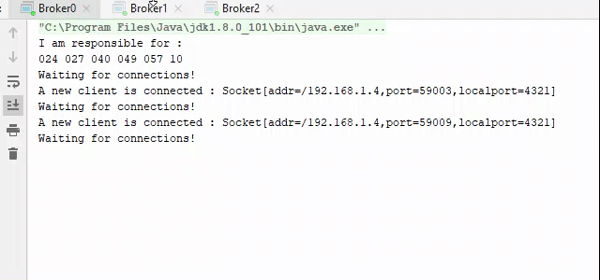 Broker0 Broker1 Broker2
"C:\Program Files\Java\jdk1.8.0_101\bin\java.exe" ...
I am responsible for :
024 027 040 049 057 10
Waiting for connections!
A new client is connected : Socket[addr=/192.168.1.4,port=59003,localport=4321]
Waiting for connections!
A new client is connected : Socket[addr=/192.168.1.4,port=59009,localport=4321]
Waiting for connections!